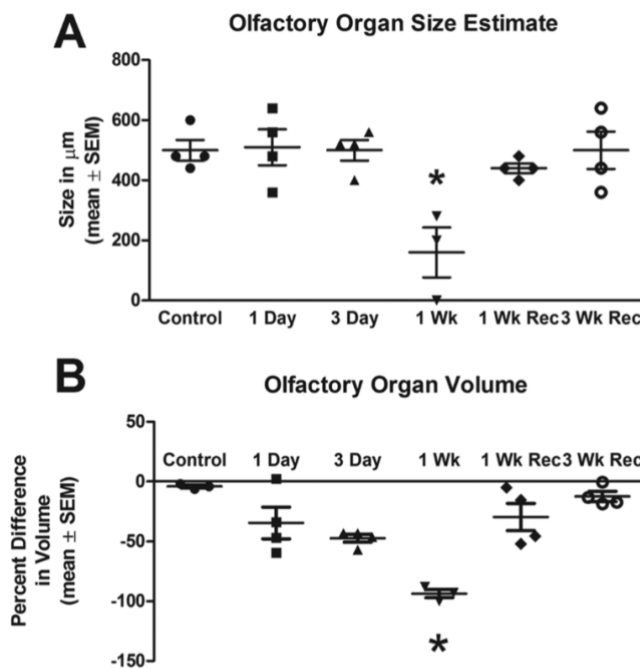 A
Olfactory Organ Size Estimate
Size in μm
(mean ± SEM)
800
600
400
200
0
*
Control 1 Day 3 Day 1 Wk 1 Wk Rec 3 Wk Rec
B
Olfactory Organ Volume
Percent Difference
in Volume
(mean ± SEM)
50
Control 1 Day 3 Day 1 Wk 1 Wk Rec 3 Wk Rec
0
-50
-100
-150
*